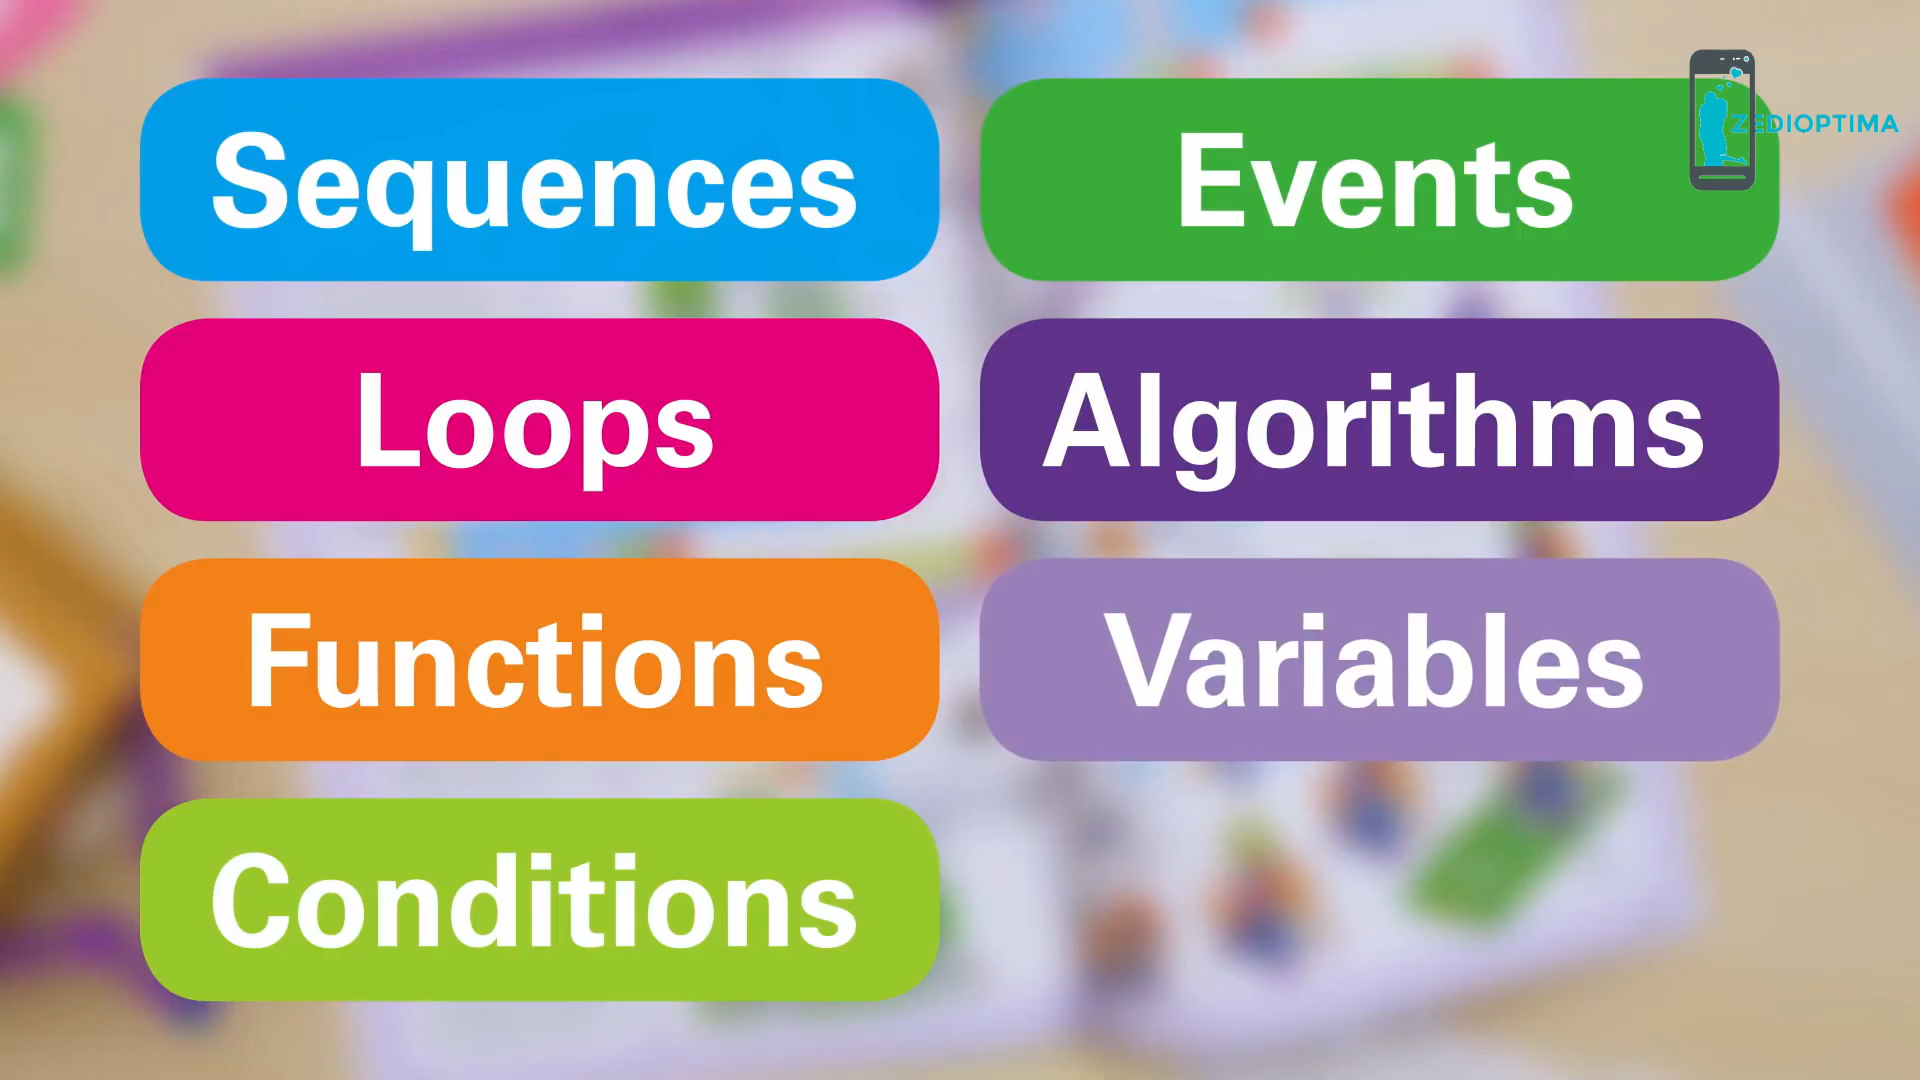 Sequences
Loops
Functions
Conditions
Events
Algorithms
Variables
ZEDIOPTIMA